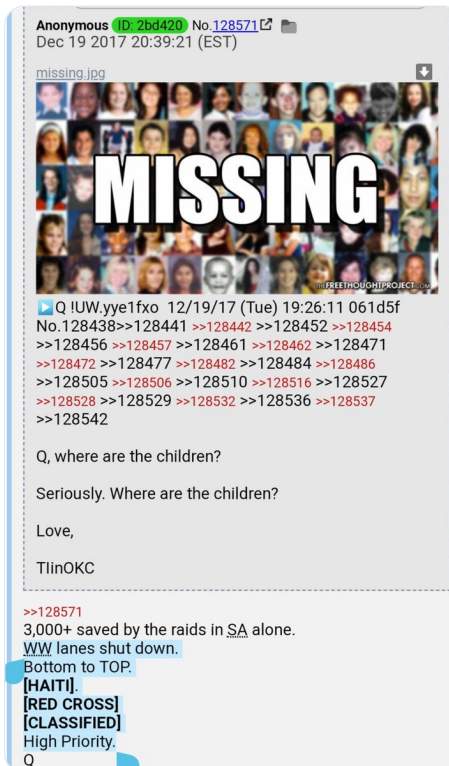 Anonymous ID: 2bd420 No.128571
Dec 19 2017 20:39:21 (EST)
missing.jpg
MISSING
THEFREETHOUGHTPROJECT.COM
Q !UW.yye1fxo 12/19/17 (Tue) 19:26:11 061d5f
No.128438>>128441 >>128442 >>128452 >>128454
>>128456 >>128457 >>128461 >>128462 >>128471
>>128472 >>128477 >>128482 >>128484 >>128486
>>128505 >>128506 >>128510 >>128516 >>128527
>>128528 >>128529 >>128532 >>128536 >>128537
>>128542
Q, where are the children?
Seriously. Where are the children?
Love,
TlinOKC
>>128571
3,000+ saved by the raids in SA alone.
WW lanes shut down.
Bottom to TOP.
[HAITI].
[RED CROSS]
[CLASSIFIED]
High Priority.
Q